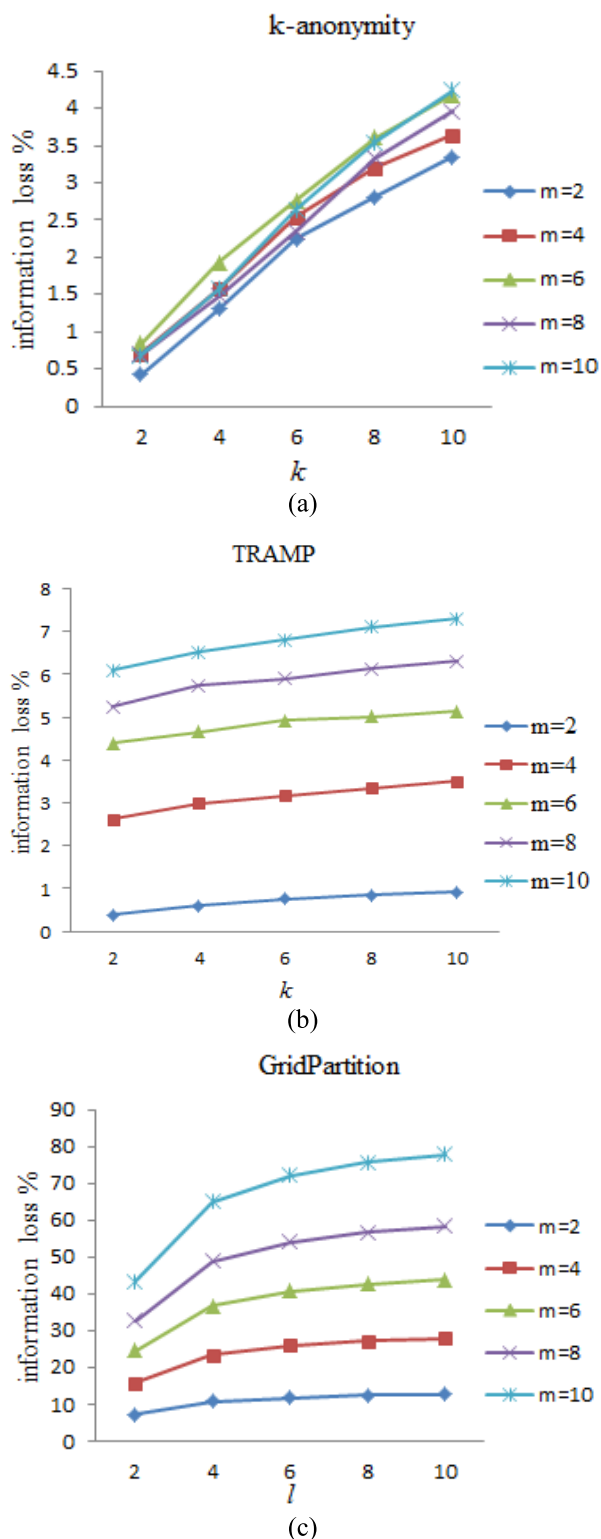 k-anonymity
information loss %
4.5
4
3.5
3
2.5
2
1.5
1
0.5
0
2 4 6 8 10
k
m=2
m=4
m=6
m=8
m=10
(a)
TRAMP
information loss %
8
7
6
5
4
3
2
1
0
2 4 6 8 10
k
m=2
m=4
m=6
m=8
m=10
(b)
GridPartition
information loss %
90
80
70
60
50
40
30
20
10
0
2 4 6 8 10
l
m=2
m=4
m=6
m=8
m=10
(c)